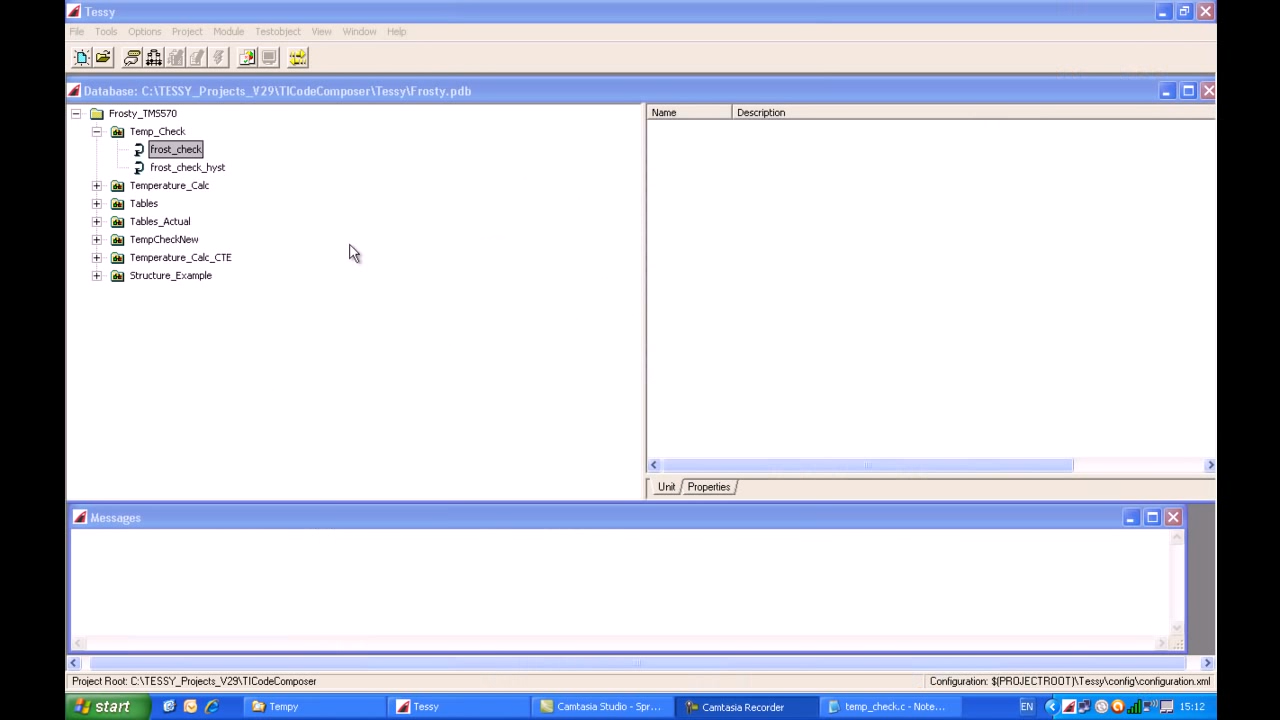 Tessy
File Tools Options Project Module Testobject View Window Help
Database: C:\TESSY_Projects_V29\TICodeComposer\Tessy\Frosty.pdb
Frosty_TMS570
Temp_Check
frost_check
frost_check_hyst
Temperature_Calc
Tables
Tables_Actual
TempCheckNew
Temperature_Calc_CTE
Structure_Example
Name Description
Unit Properties
Messages
Project Root: C:\TESSY_Projects_V29\TICodeComposer Configuration: $(PROJECTROOT)\Tessy\config\configuration.xml
start Tempy Tessy Camtasia Studio - Spr... Camtasia Recorder temp_check.c - Note... EN 15:12